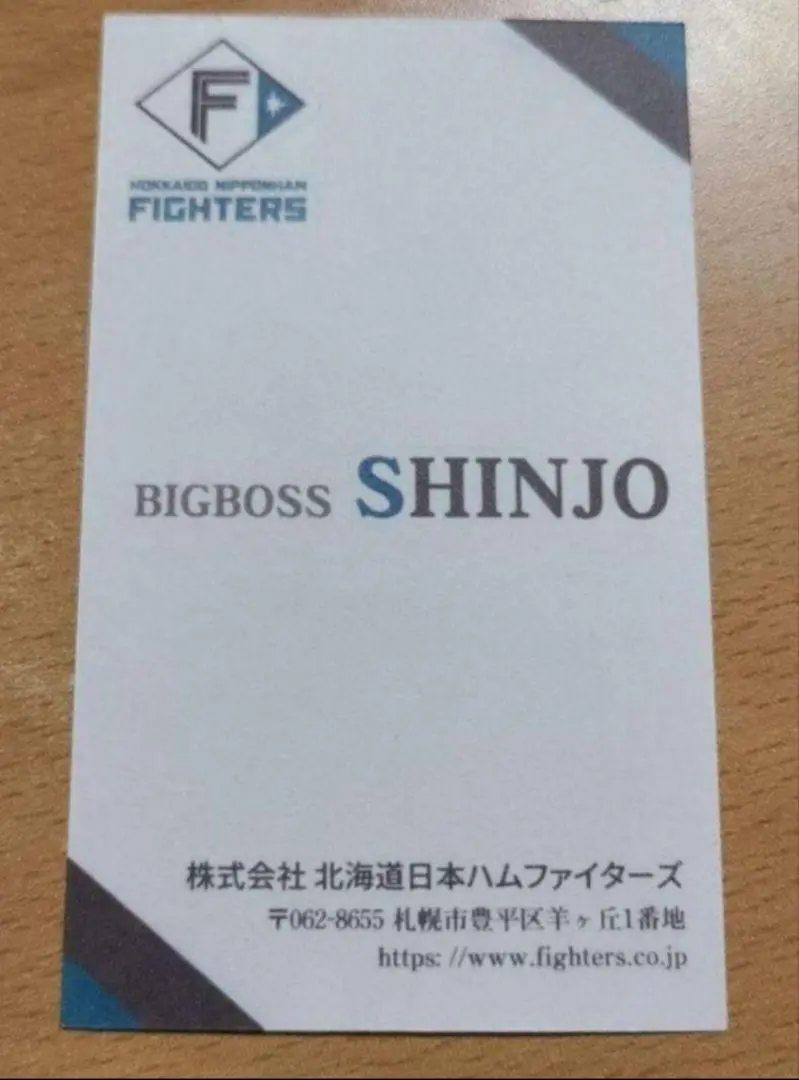 F
HOKKAIDO NIPPONHAM
FIGHTERS
BIGBOSS SHINJO
株式会社 北海道日本ハムファイターズ
〒062-8655 札幌市豊平区羊ヶ丘1番地
https: //www.fighters.co.jp